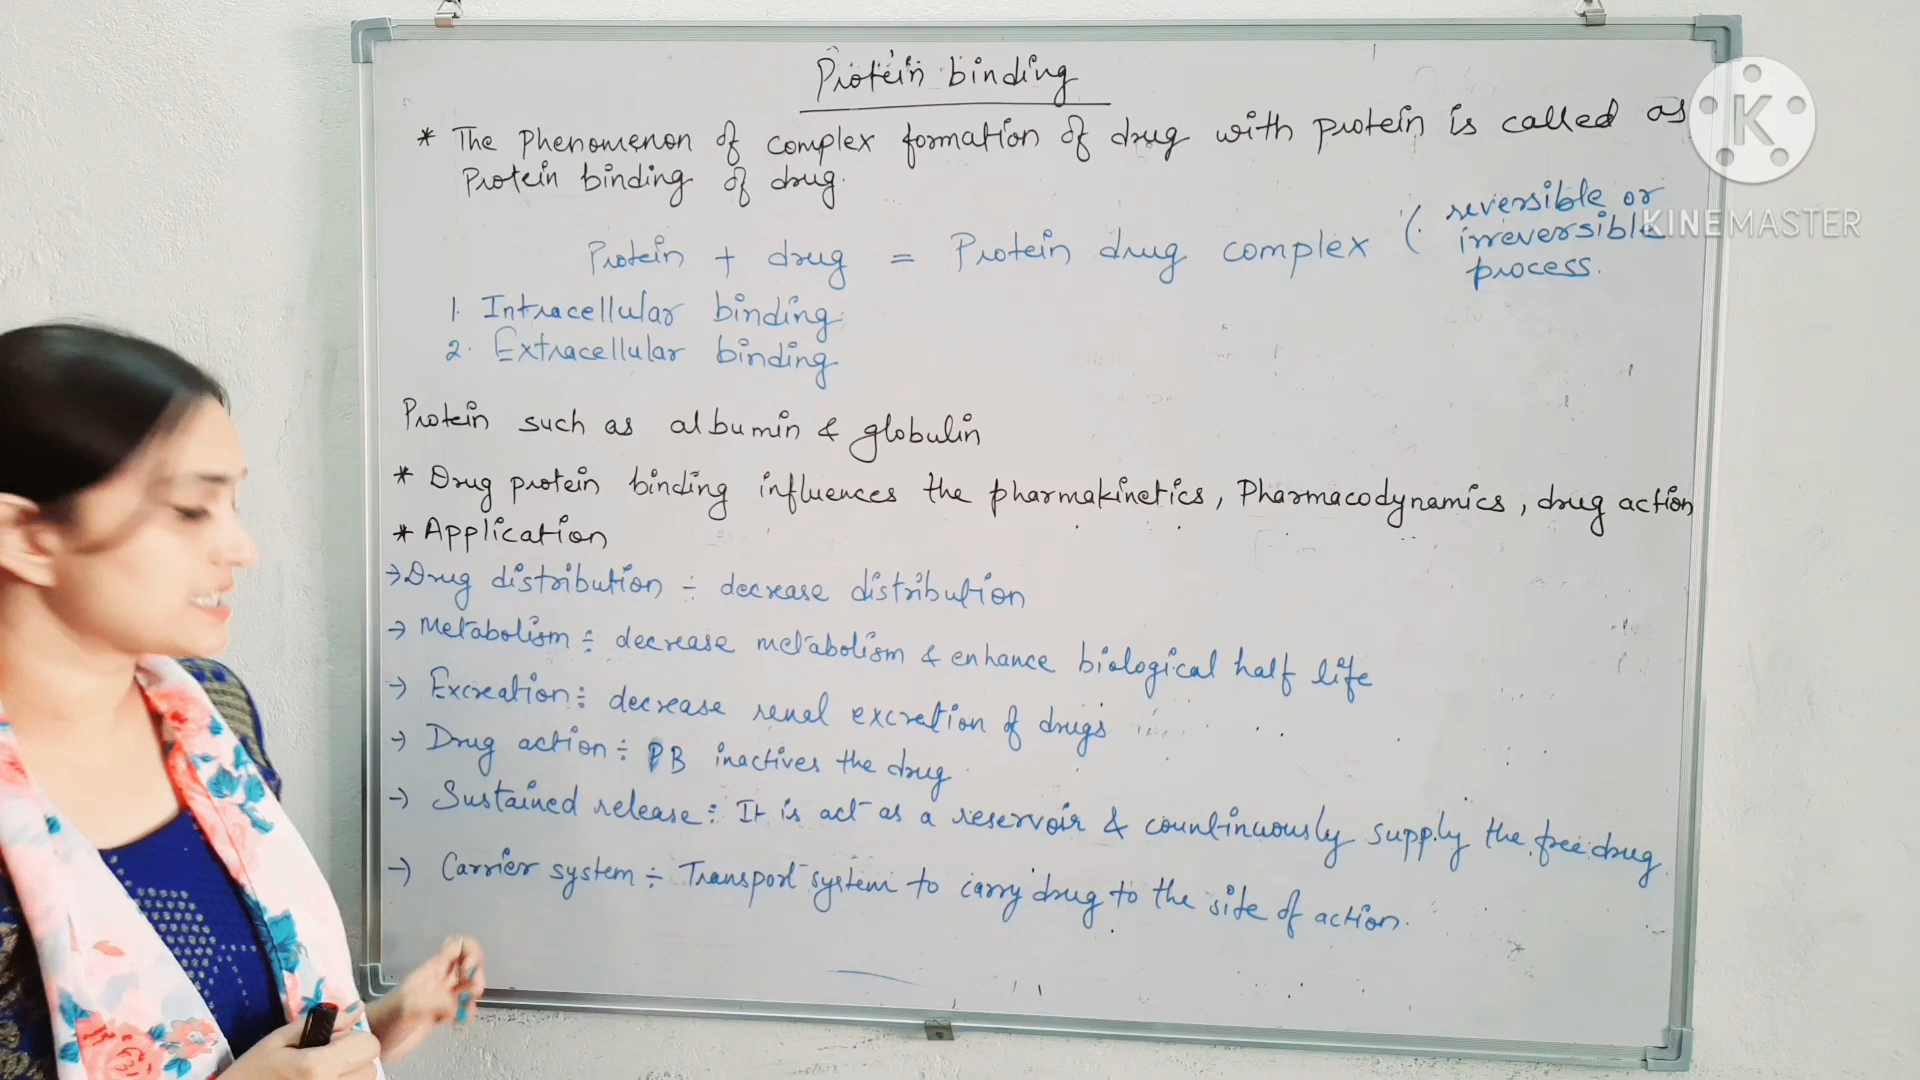 Protein binding
* The Phenomenon of complex formation of drug with protein is called as
Protein binding of drug.
K
KINEMASTER
Protein + drug = Protein drug complex ( reversible or
irreversible
process.
1. Intracellular binding
2. Extracellular binding
Protein such as albumin & globulin
* Drug protein binding influences the pharmakinetics, Pharmacodynamics, drug action
* Application
→ Drug distribution ÷ decrease distribution
→ Metabolism ÷ decrease metabolism & enhance biological half life
→ Excreation ÷ decrease renal excretion of drugs
→ Drug action ÷ PB inactives the drug
→ Sustained release : It is act as a reservoir & countinuously supply the free drug
→ Carrier system ÷ Transport system to carry drug to the site of action.